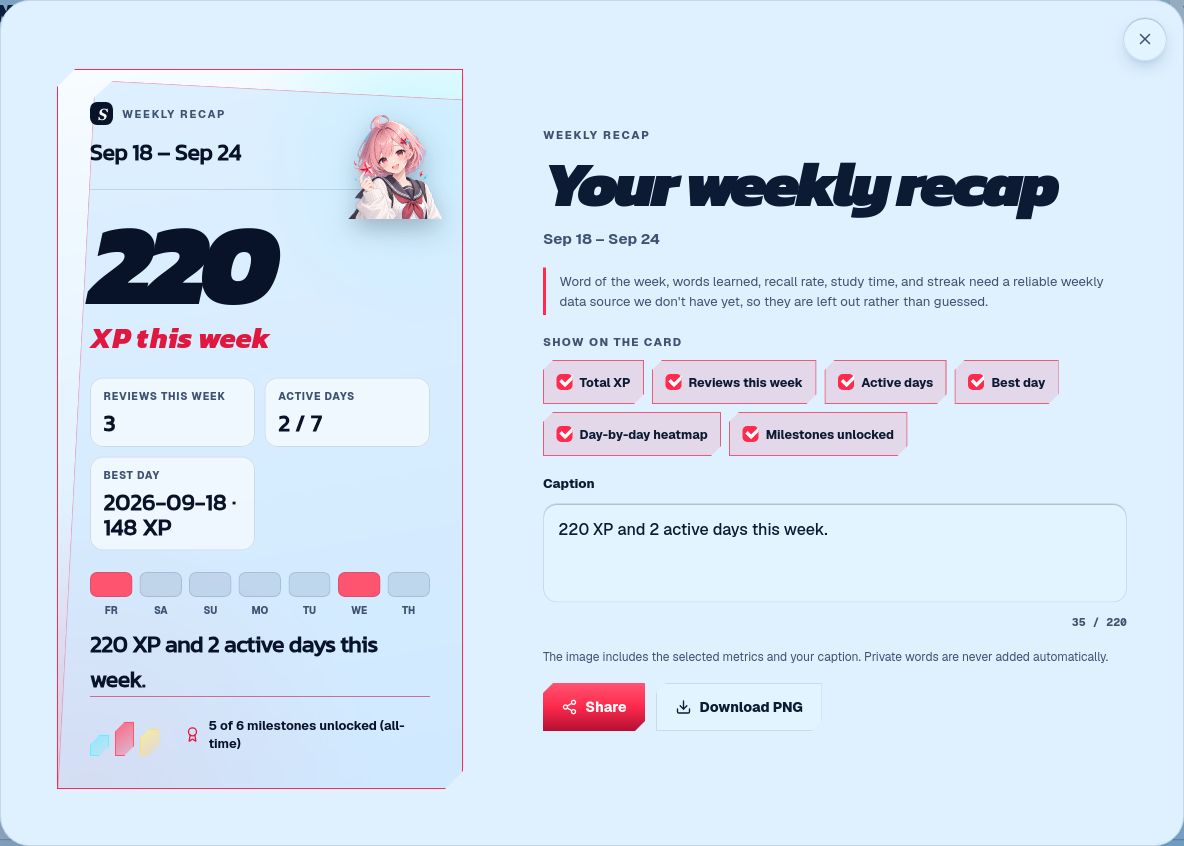 S WEEKLY RECAP
Sep 18 – Sep 24
220
XP this week
REVIEWS THIS WEEK
3
ACTIVE DAYS
2 / 7
BEST DAY
2026-09-18 ·
148 XP
FR SA SU MO TU WE TH
220 XP and 2 active days this
week.
5 of 6 milestones unlocked (all-
time)
WEEKLY RECAP
Your weekly recap
Sep 18 – Sep 24
Word of the week, words learned, recall rate, study time, and streak need a reliable weekly
data source we don't have yet, so they are left out rather than guessed.
SHOW ON THE CARD
Total XP
Reviews this week
Active days
Best day
Day-by-day heatmap
Milestones unlocked
Caption
220 XP and 2 active days this week.
35 / 220
The image includes the selected metrics and your caption. Private words are never added automatically.
Share
Download PNG